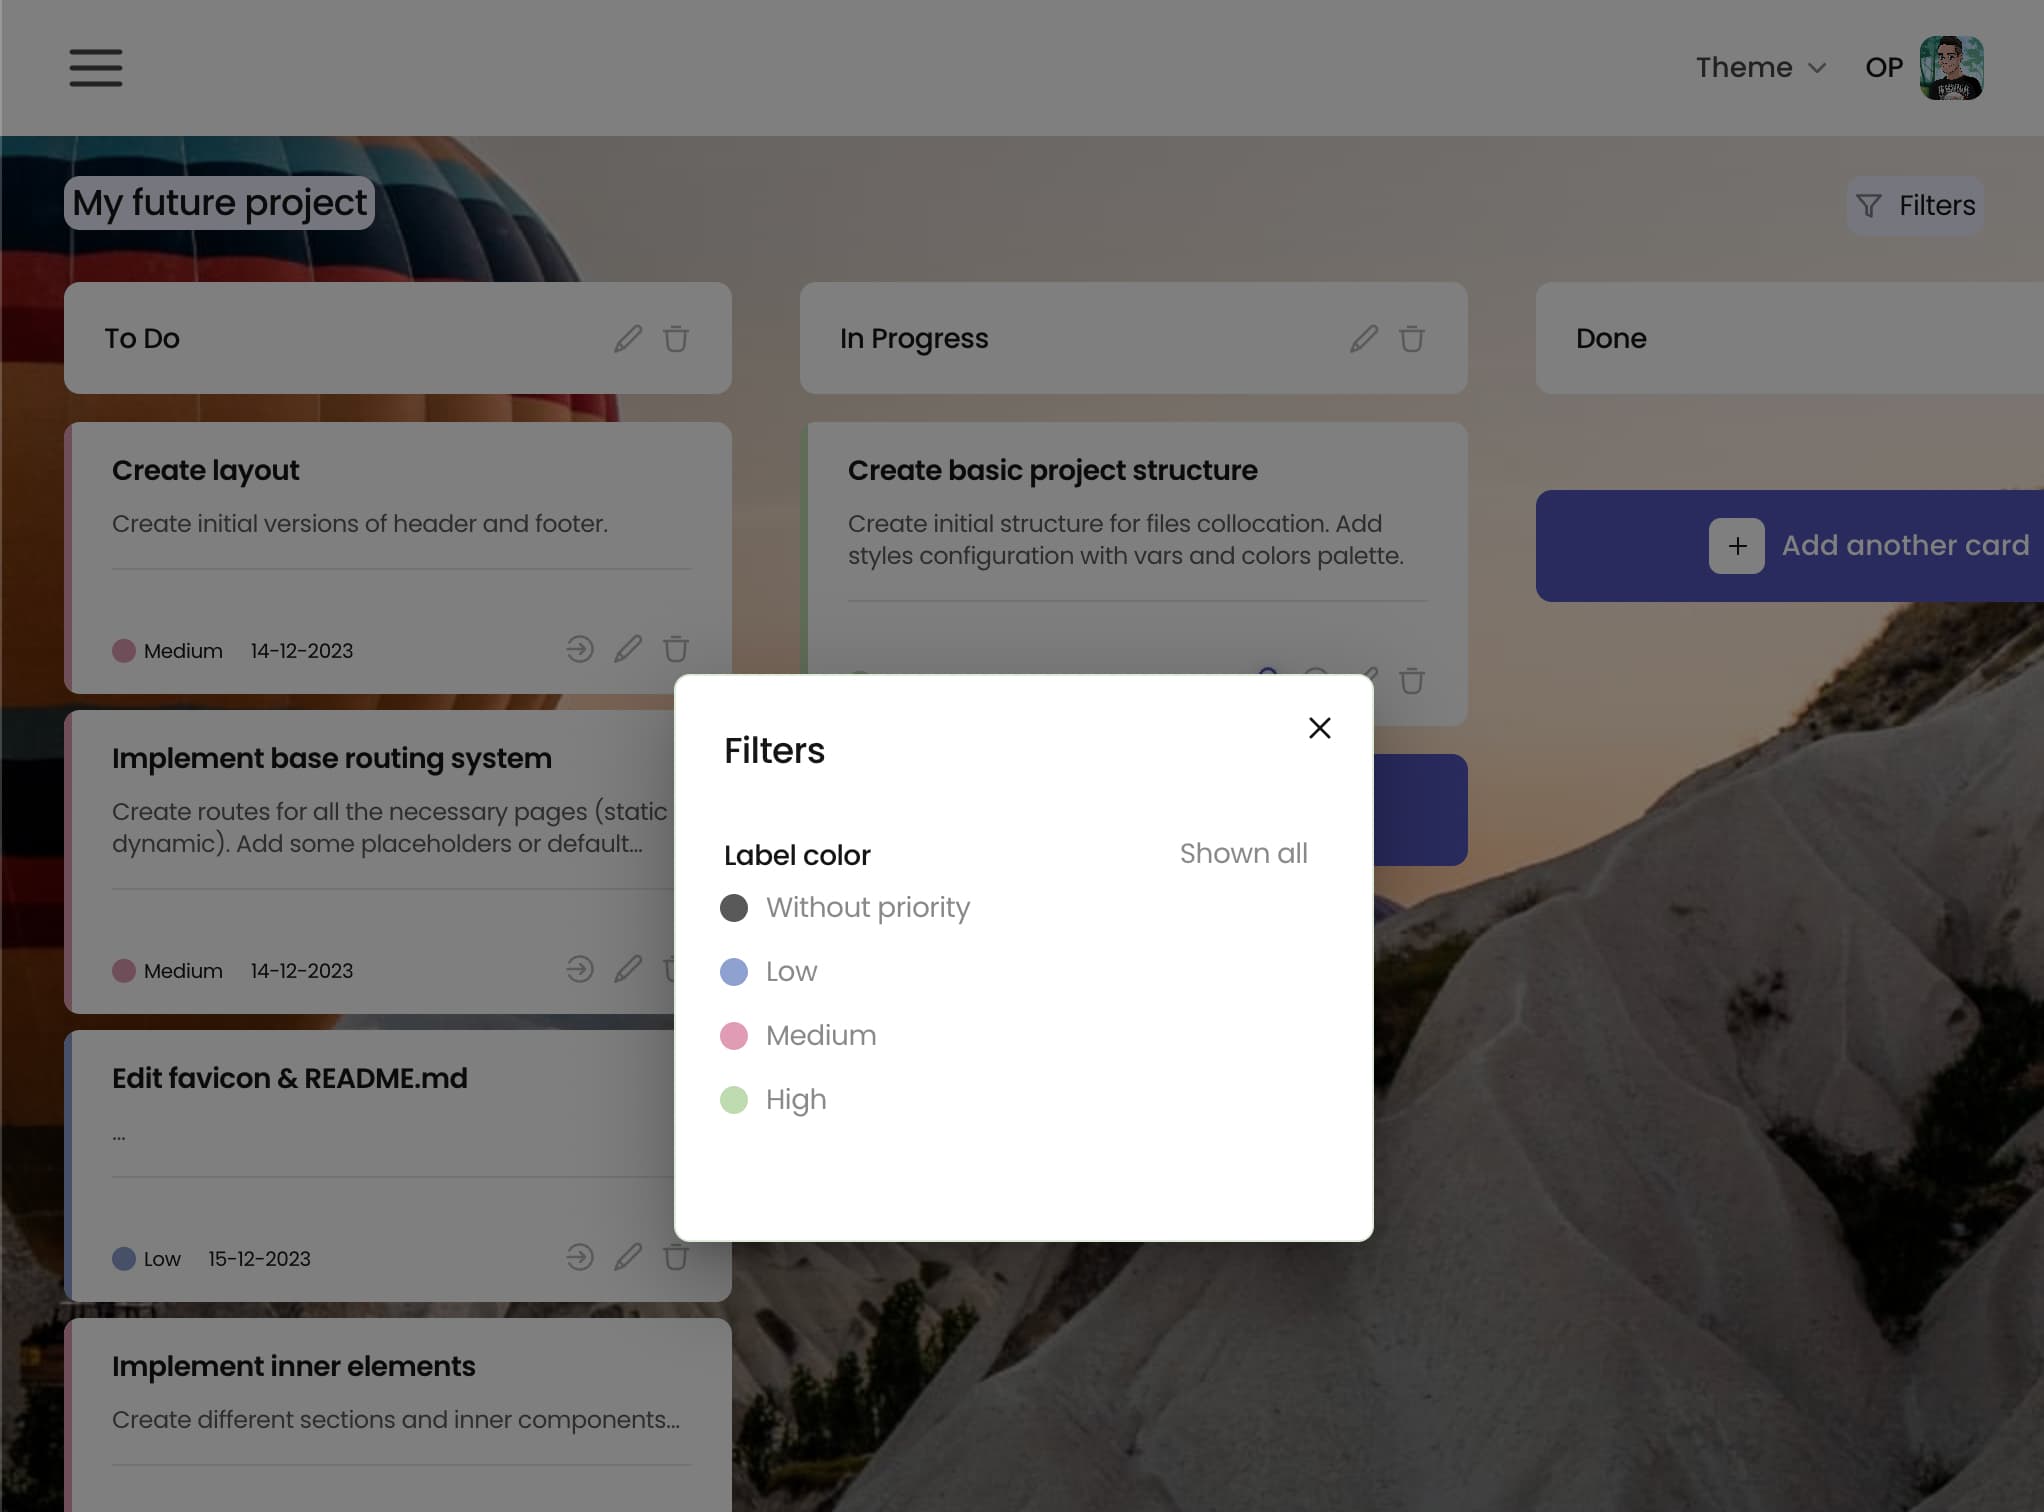 Theme
OP
My future project
Filters
To Do
In Progress
Done
Create layout
Create initial versions of header and footer.
Medium 14-12-2023
Create basic project structure
Create initial structure for files collocation. Add
styles configuration with vars and colors palette.
Add another card
Implement base routing system
Create routes for all the necessary pages (static
dynamic). Add some placeholders or default...
Medium 14-12-2023
Edit favicon & README.md
...
Low 15-12-2023
Implement inner elements
Create different sections and inner components...
Filters
Label color
Shown all
Without priority
Low
Medium
High